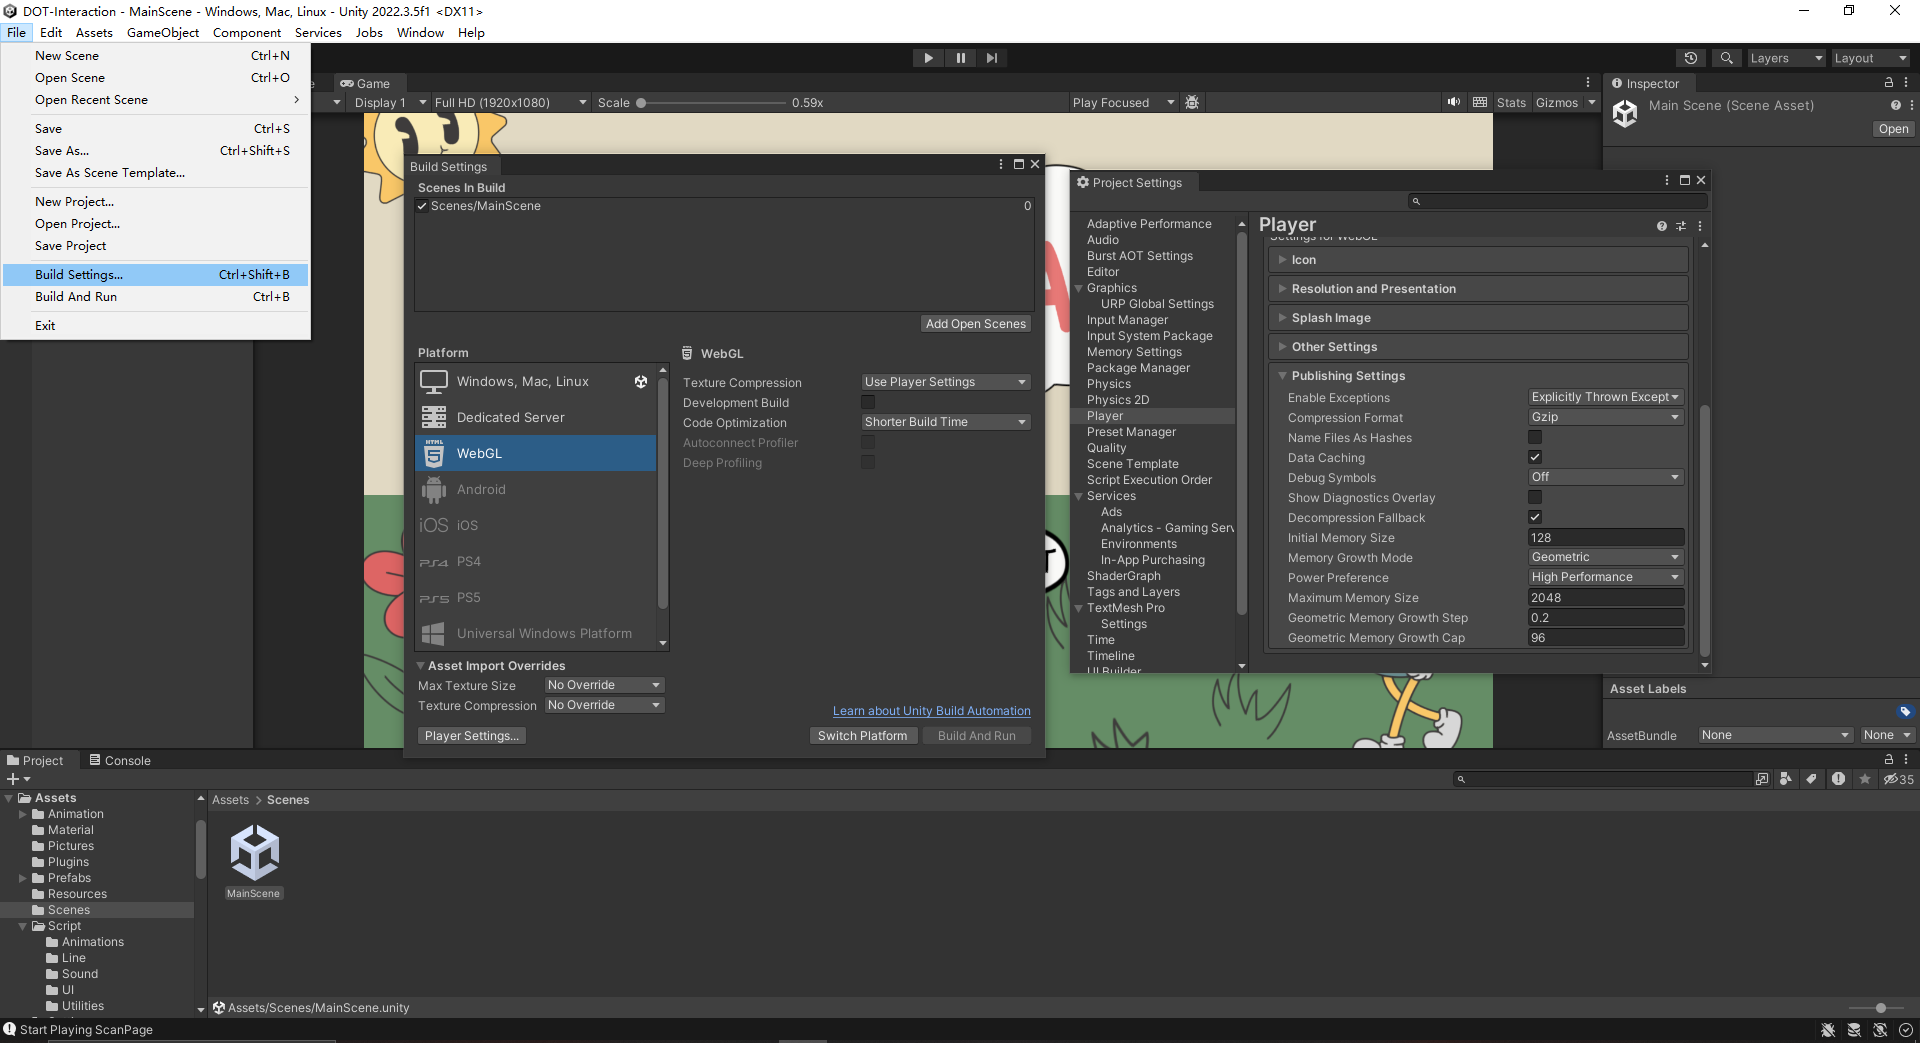 DOT-Interaction - MainScene - Windows, Mac, Linux - Unity 2022.3.5f1 <DX11>
File Edit Assets GameObject Component Services Jobs Window Help
New Scene Ctrl+N
Open Scene Ctrl+O
Open Recent Scene
Save Ctrl+S
Save As... Ctrl+Shift+S
Save As Scene Template...
New Project...
Open Project...
Save Project
Build Settings... Ctrl+Shift+B
Build And Run Ctrl+B
Exit
Layers Layout
Game
Display 1 Full HD (1920x1080) Scale 0.59x Play Focused Stats Gizmos
Inspector
Main Scene (Scene Asset)
Open
Build Settings
Scenes In Build
Scenes/MainScene 0
Add Open Scenes
Platform
Windows, Mac, Linux
Dedicated Server
HTML
WebGL
Android
iOS iOS
PS4 PS4
PS5 PS5
Universal Windows Platform
WebGL
Texture Compression Use Player Settings
Development Build
Code Optimization Shorter Build Time
Autoconnect Profiler
Deep Profiling
Asset Import Overrides
Max Texture Size No Override
Texture Compression No Override
Learn about Unity Build Automation
Player Settings... Switch Platform Build And Run
Project Settings
Adaptive Performance
Audio
Burst AOT Settings
Editor
Graphics
URP Global Settings
Input Manager
Input System Package
Memory Settings
Package Manager
Physics
Physics 2D
Player
Preset Manager
Quality
Scene Template
Script Execution Order
Services
Ads
Analytics - Gaming Serv
Environments
In-App Purchasing
ShaderGraph
Tags and Layers
TextMesh Pro
Settings
Time
Timeline
UI Builder
Player
Settings for WebGL
Icon
Resolution and Presentation
Splash Image
Other Settings
Publishing Settings
Enable Exceptions Explicitly Thrown Except
Compression Format Gzip
Name Files As Hashes
Data Caching
Debug Symbols Off
Show Diagnostics Overlay
Decompression Fallback
Initial Memory Size 128
Memory Growth Mode Geometric
Power Preference High Performance
Maximum Memory Size 2048
Geometric Memory Growth Step 0.2
Geometric Memory Growth Cap 96
Asset Labels
AssetBundle None None
Project Console
35
Assets
Animation
Material
Pictures
Plugins
Prefabs
Resources
Scenes
Script
Animations
Line
Sound
UI
Utilities
Assets > Scenes
MainScene
Assets/Scenes/MainScene.unity
Start Playing ScanPage